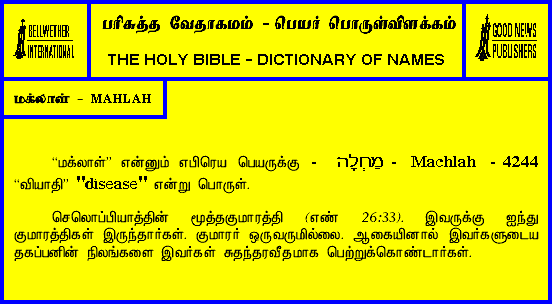 BELLWETHER
INTERNATIONAL
பரிசுத்த வேதாகமம் - பெயர் பொருள்விளக்கம்
THE HOLY BIBLE - DICTIONARY OF NAMES
GOOD NEWS
PUBLISHERS
மக்லாள் - MAHLAH
“மக்லாள்” என்னும் எபிரெய பெயருக்கு - מַחְלָה - Machlah - 4244
“வியாதி” "disease" என்று பொருள்.
செலொப்பியாத்தின் மூத்தகுமாரத்தி (எண் 26:33). இவருக்கு ஐந்து
குமாரத்திகள் இருந்தார்கள். குமாரர் ஒருவருமில்லை. ஆகையினால் இவர்களுடைய
தகப்பனின் நிலங்களை இவர்கள் சுதந்தரவீதமாக பெற்றுக்கொண்டார்கள்.